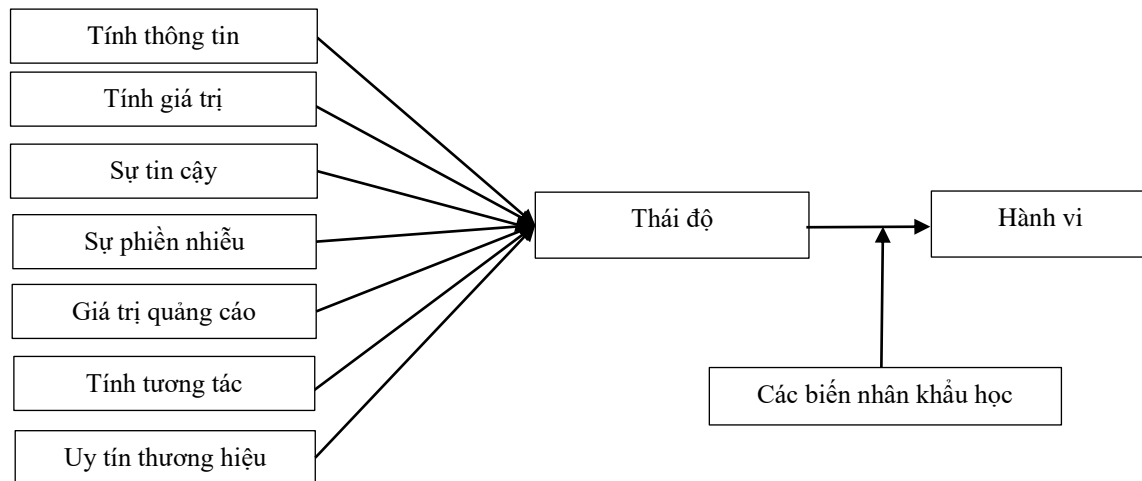 Tính thông tin
Tính giá trị
Sự tin cậy
Sự phiền nhiễu
Giá trị quảng cáo
Tính tương tác
Uy tín thương hiệu
Thái độ
Hành vi
Các biến nhân khẩu học